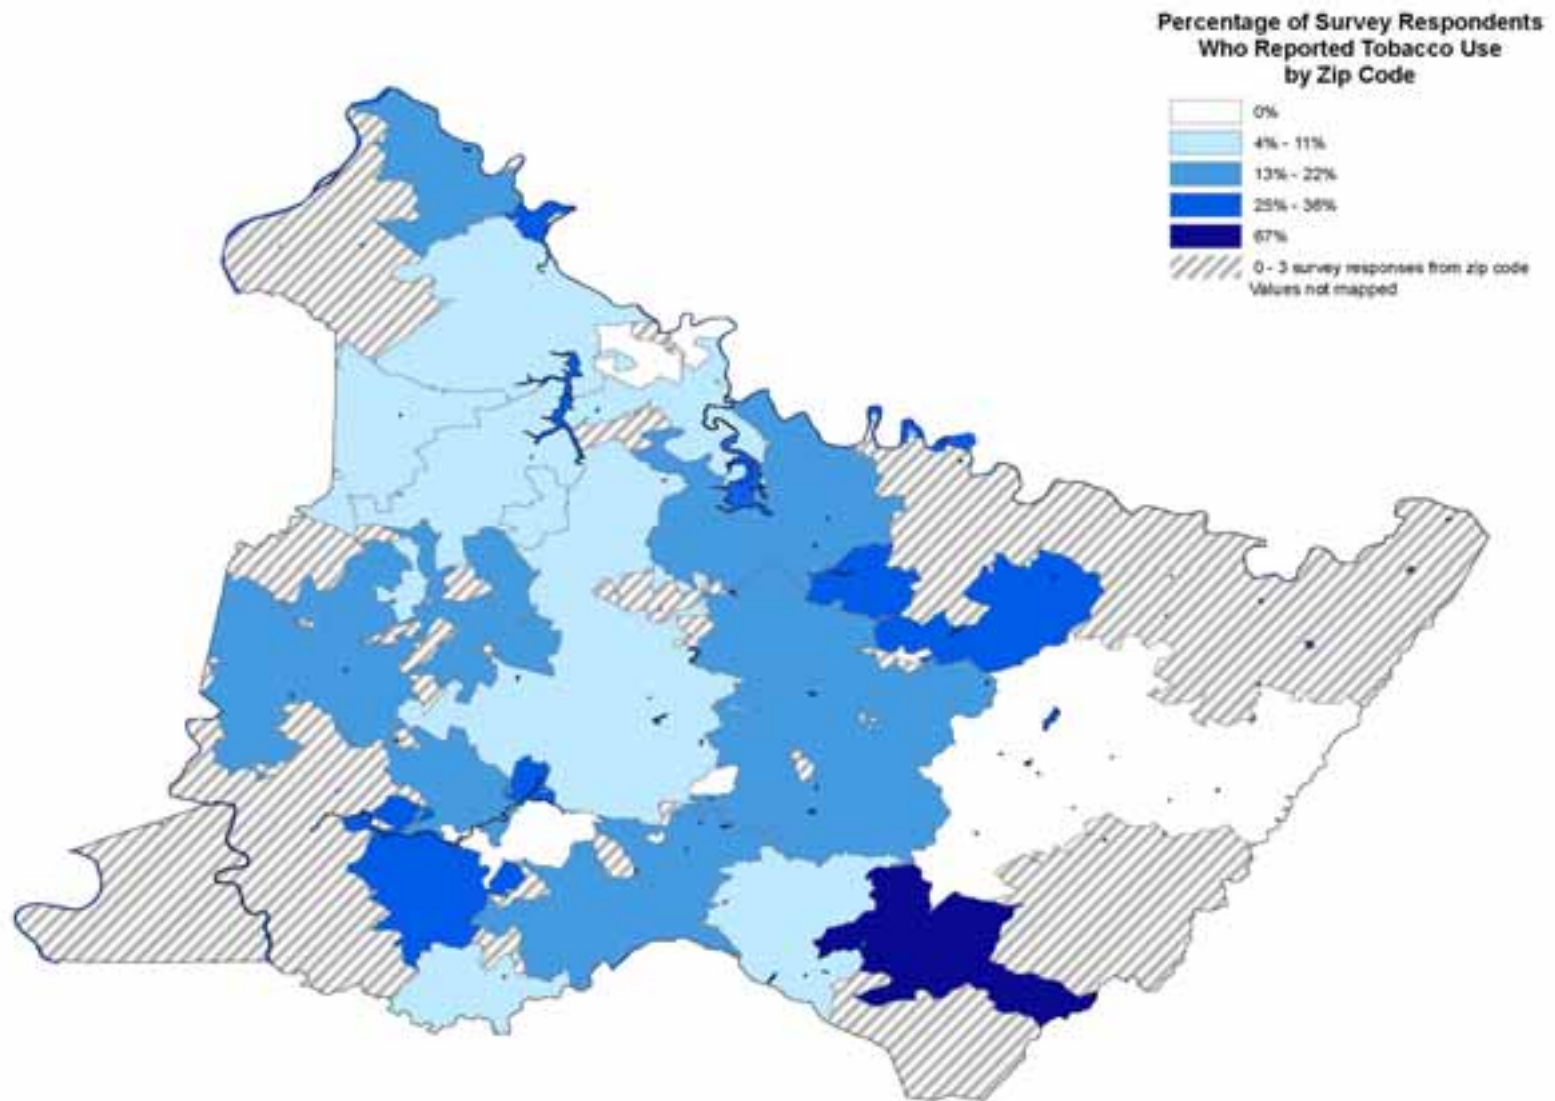 Percentage of Survey Respondents
Who Reported Tobacco Use
by Zip Code
0%
4% - 11%
13% - 22%
25% - 36%
67%
0 - 3 survey responses from zip code
Values not mapped